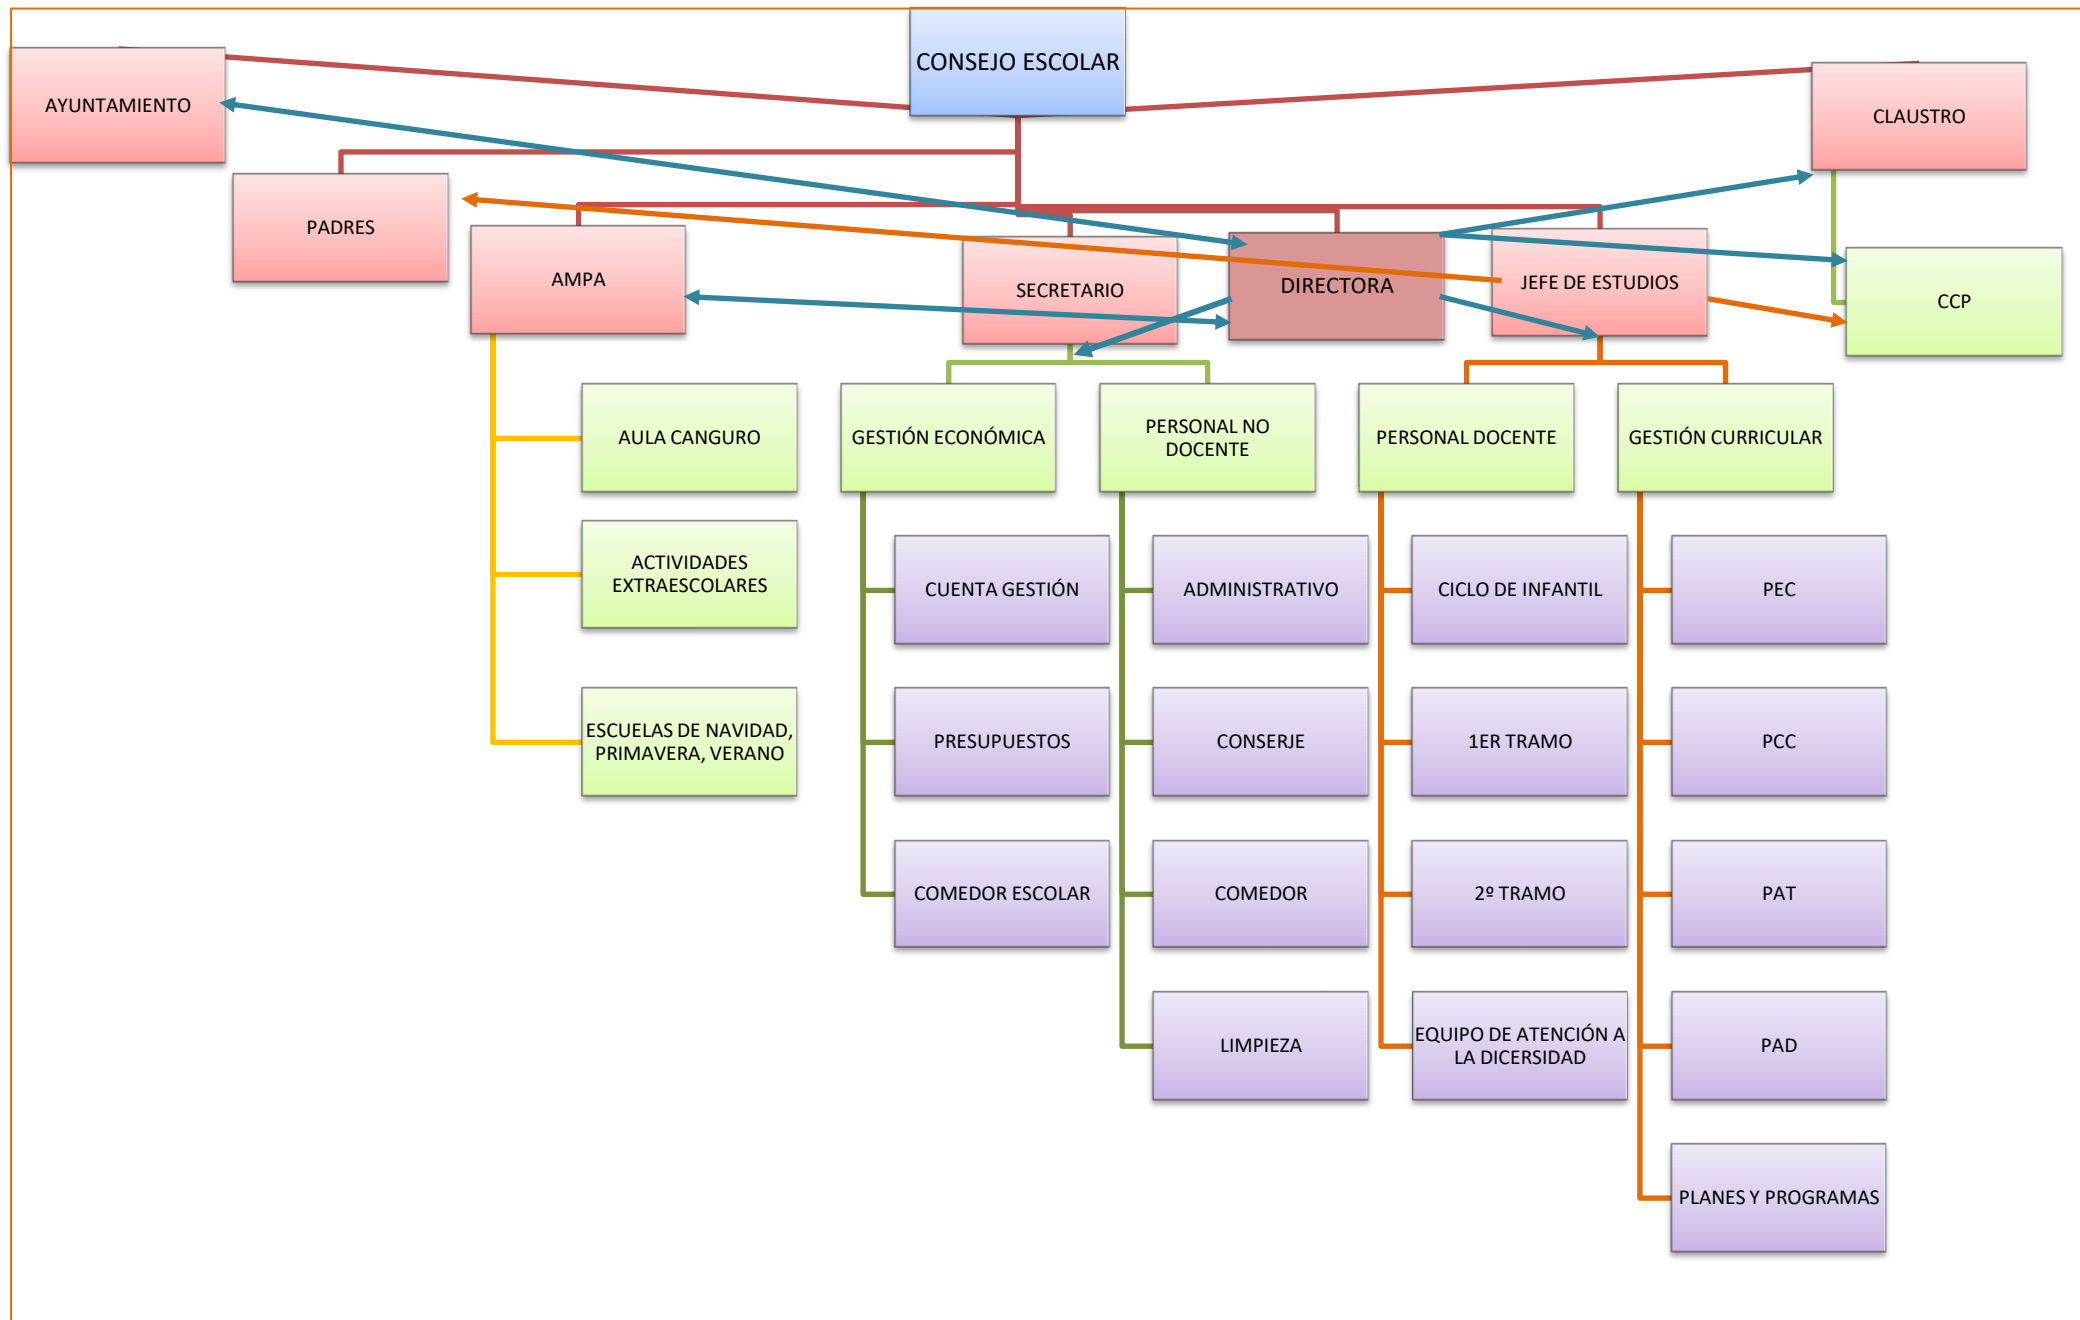 CONSEJO ESCOLAR
AYUNTAMIENTO
CLAUSTRO
PADRES
AMPA
SECRETARIO
DIRECTORA
JEFE DE ESTUDIOS
CCP
AULA CANGURO
GESTIÓN ECONÓMICA
PERSONAL NO
DOCENTE
PERSONAL DOCENTE
GESTIÓN CURRICULAR
ACTIVIDADES
EXTRAESCOLARES
CUENTA GESTIÓN
ADMINISTRATIVO
CICLO DE INFANTIL
PEC
ESCUELAS DE NAVIDAD,
PRIMAVERA, VERANO
PRESUPUESTOS
CONSERJE
1ER TRAMO
PCC
COMEDOR ESCOLAR
COMEDOR
2º TRAMO
PAT
LIMPIEZA
EQUIPO DE ATENCIÓN A
LA DICERSIDAD
PAD
PLANES Y PROGRAMAS